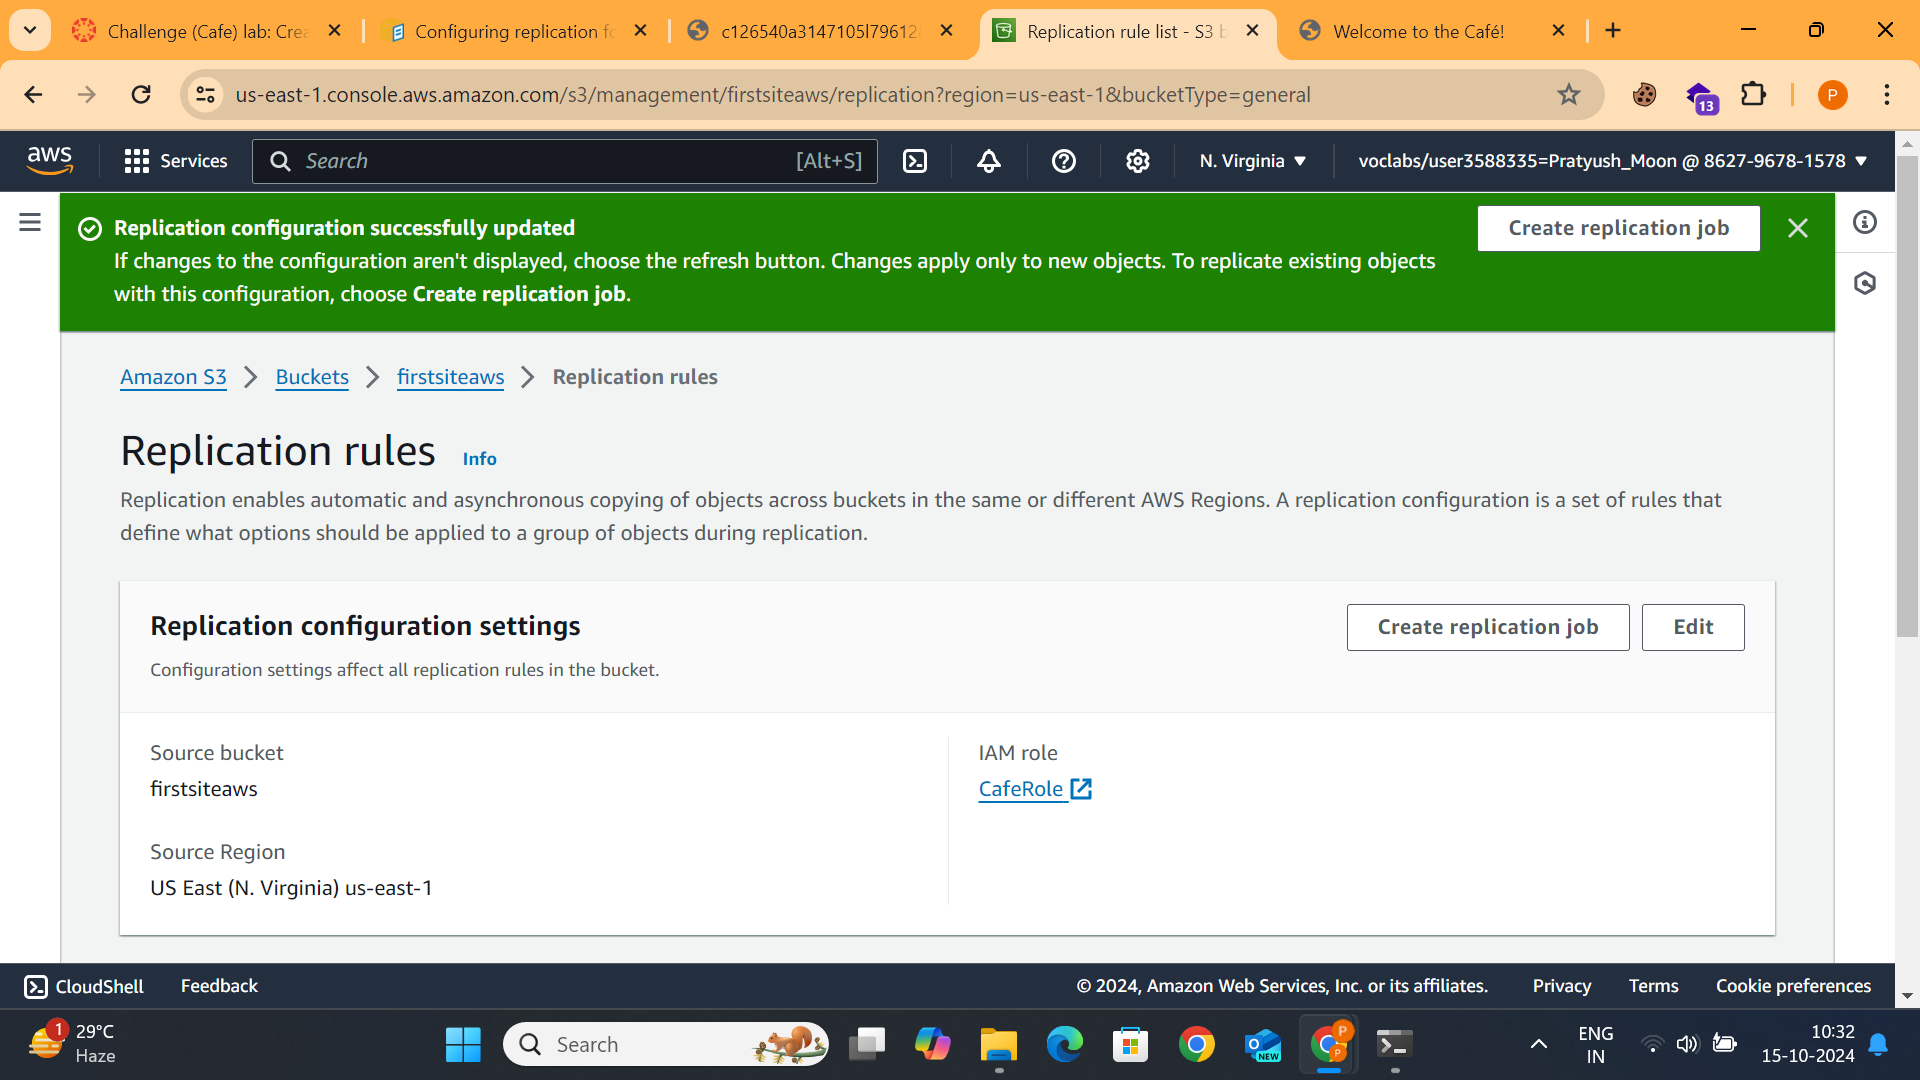 Challenge (Cafe) lab: Crea
Configuring replication fo
c126540a3147105l796128
Replication rule list - S3 b
Welcome to the Café!
us-east-1.console.aws.amazon.com/s3/management/firstsiteaws/replication?region=us-east-1&bucketType=general
13
P
aws
Services
Search
[Alt+S]
N. Virginia
voclabs/user3588335=Pratyush_Moon @ 8627-9678-1578
Replication configuration successfully updated
If changes to the configuration aren't displayed, choose the refresh button. Changes apply only to new objects. To replicate existing objects
with this configuration, choose Create replication job.
Create replication job
Amazon S3
Buckets
firstsiteaws
Replication rules
Replication rules
Info
Replication enables automatic and asynchronous copying of objects across buckets in the same or different AWS Regions. A replication configuration is a set of rules that
define what options should be applied to a group of objects during replication.
Replication configuration settings
Create replication job
Edit
Configuration settings affect all replication rules in the bucket.
Source bucket
firstsiteaws
IAM role
CafeRole
Source Region
US East (N. Virginia) us-east-1
CloudShell
Feedback
© 2024, Amazon Web Services, Inc. or its affiliates.
Privacy
Terms
Cookie preferences
1
29°C
Haze
Search
NEW
P
P
ENG
IN
10:32
15-10-2024